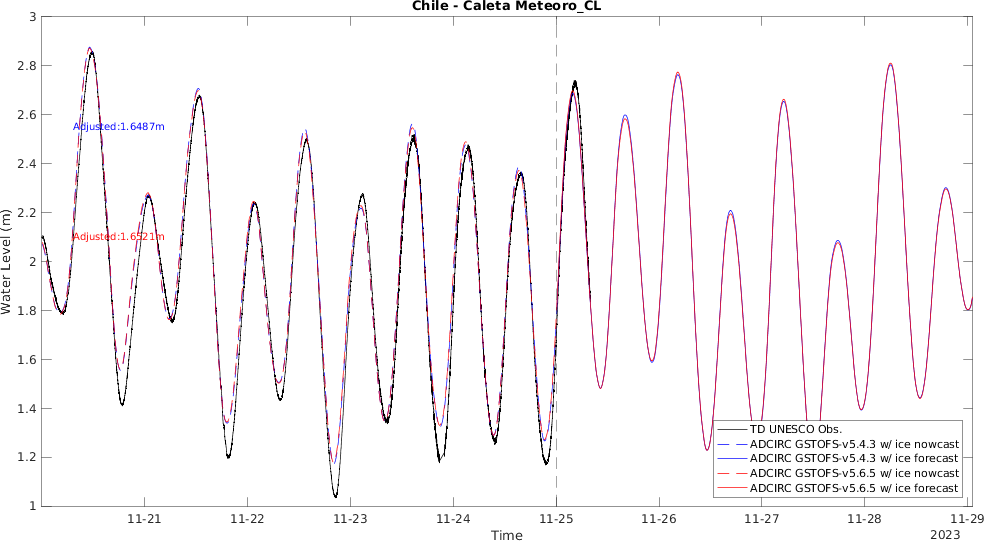 Chile - Caleta Meteoro_CL
3
2.8
2.6
2.4
2.2
2
1.8
1.6
1.4
1.2
1
Water Level (m)
Adjusted:1.6487m
Adjusted:1.6521m
TD UNESCO Obs.
ADCIRC GSTOFS-v5.4.3 w/ ice nowcast
ADCIRC GSTOFS-v5.4.3 w/ ice forecast
ADCIRC GSTOFS-v5.6.5 w/ ice nowcast
ADCIRC GSTOFS-v5.6.5 w/ ice forecast
11-21 11-22 11-23 11-24 11-25 11-26 11-27 11-28 11-29
Time
2023